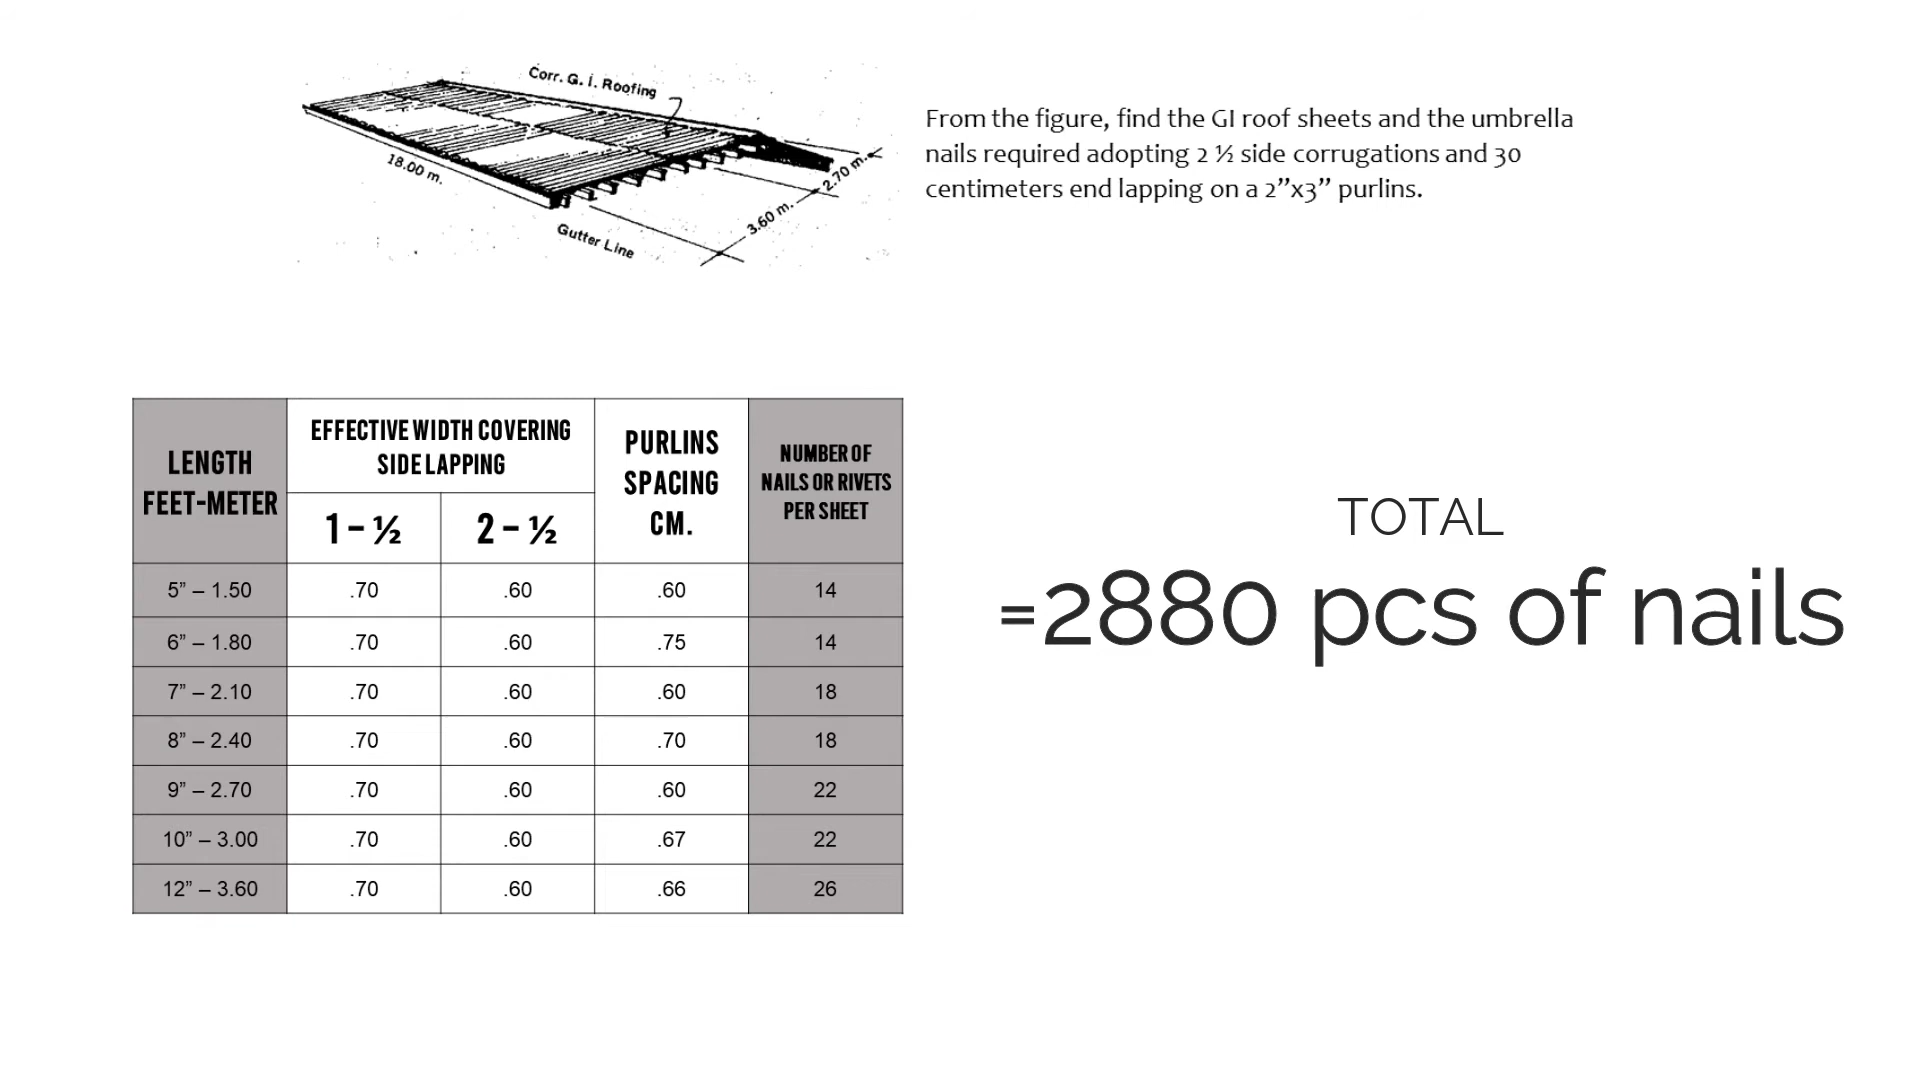 Corr. G. I. Roofing
18.00 m.
2.70 m.
3.60 m.
Gutter Line
From the figure, find the GI roof sheets and the umbrella
nails required adopting 2 ½ side corrugations and 30
centimeters end lapping on a 2”x3” purlins.
LENGTH
FEET-METER
EFFECTIVE WIDTH COVERING
SIDE LAPPING
1 – ½
2 – ½
PURLINS
SPACING
CM.
NUMBER OF
NAILS OR RIVETS
PER SHEET
5” – 1.50 .70 .60 .60 14
6” – 1.80 .70 .60 .75 14
7” – 2.10 .70 .60 .60 18
8” – 2.40 .70 .60 .70 18
9” – 2.70 .70 .60 .60 22
10” – 3.00 .70 .60 .67 22
12” – 3.60 .70 .60 .66 26
TOTAL
=2880 pcs of nails